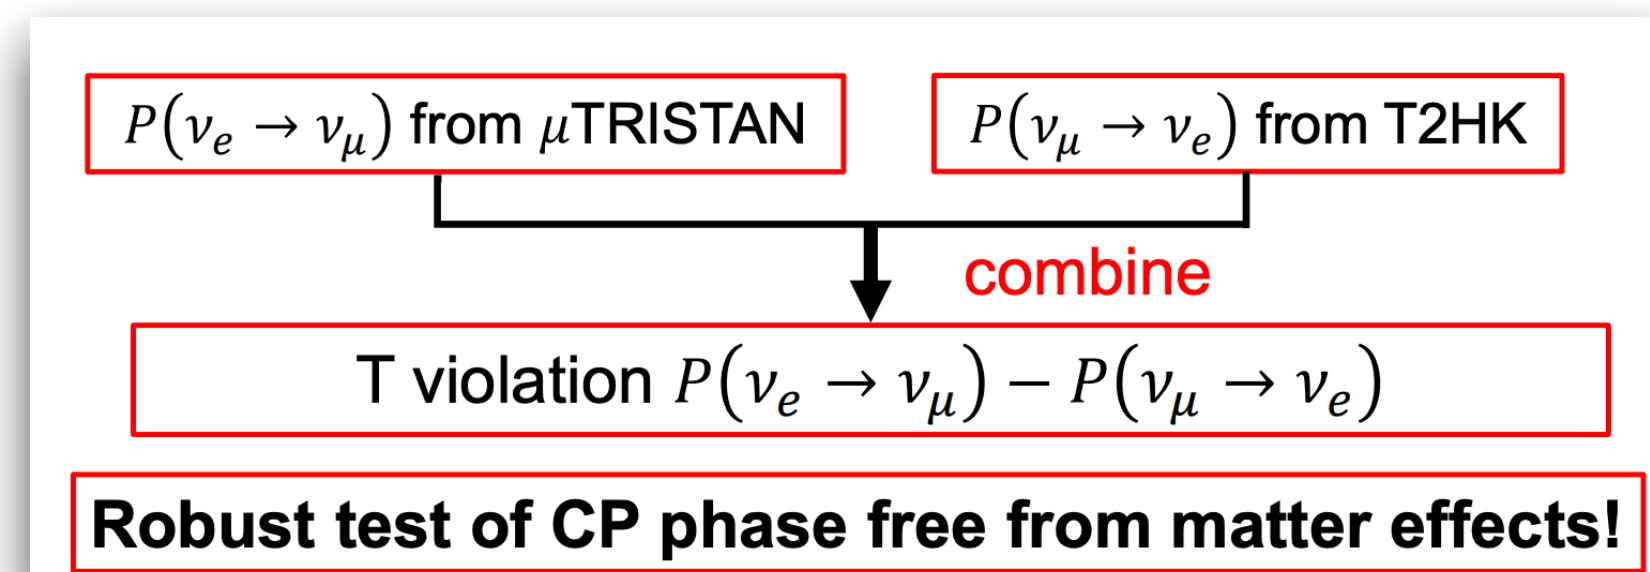 P(νe → νμ) from μTRISTAN
P(νμ → νe) from T2HK
combine
T violation P(νe → νμ) − P(νμ → νe)
Robust test of CP phase free from matter effects!